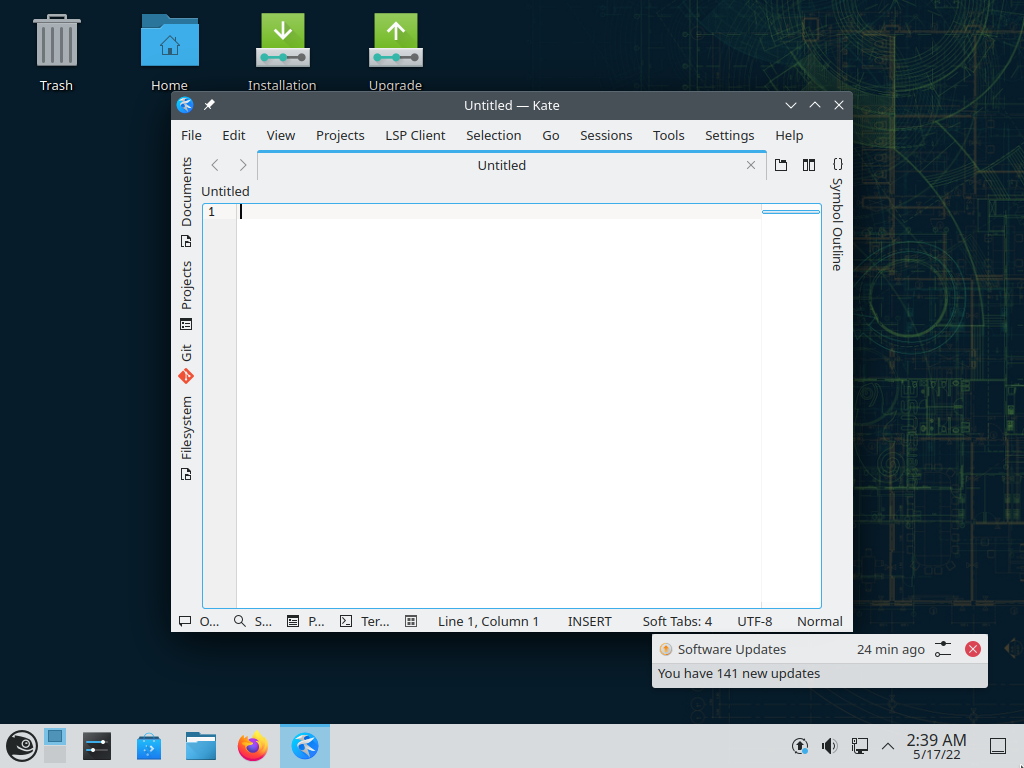 Trash
Home
Installation
Upgrade
Untitled — Kate
File Edit View Projects LSP Client Selection Go Sessions Tools Settings Help
Untitled
Untitled
Documents
Projects
Git
Filesystem
{} Symbol Outline
1
O... S... P... Ter... Line 1, Column 1 INSERT Soft Tabs: 4 UTF-8 Normal
Software Updates 24 min ago
You have 141 new updates
2:39 AM
5/17/22